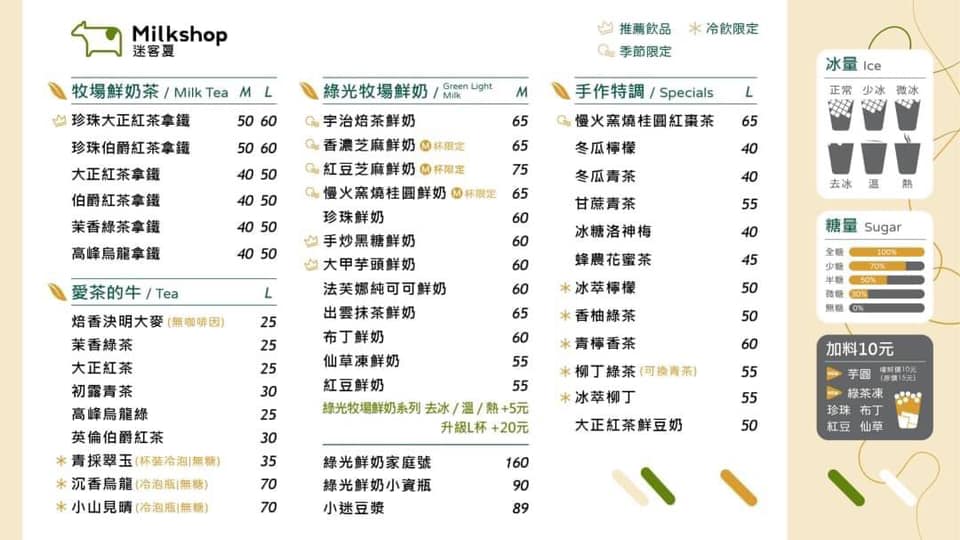 Milkshop
迷客夏
推薦飲品 冷飲限定
季節限定
牧場鮮奶茶 / Milk Tea M L
珍珠大正紅茶拿鐵 50 60
珍珠伯爵紅茶拿鐵 50 60
大正紅茶拿鐵 40 50
伯爵紅茶拿鐵 40 50
茉香綠茶拿鐵 40 50
高峰烏龍拿鐵 40 50
愛茶的牛 / Tea L
焙香決明大麥 (無咖啡因) 25
茉香綠茶 25
大正紅茶 25
初露青茶 30
高峰烏龍綠 25
英倫伯爵紅茶 30
青採翠玉 (杯裝冷泡|無糖) 35
沉香烏龍 (冷泡瓶|無糖) 70
小山見晴 (冷泡瓶|無糖) 70
綠光牧場鮮奶 / Green Light Milk M
宇治焙茶鮮奶 65
香濃芝麻鮮奶 M杯限定 65
紅豆芝麻鮮奶 M杯限定 75
慢火窯燒桂圓鮮奶 M杯限定 65
珍珠鮮奶 60
手炒黑糖鮮奶 60
大甲芋頭鮮奶 60
法芙娜純可可鮮奶 60
出雲抹茶鮮奶 65
布丁鮮奶 60
仙草凍鮮奶 55
紅豆鮮奶 55
綠光牧場鮮奶系列 去冰 / 溫 / 熱 +5元
升級L杯 +20元
綠光鮮奶家庭號 160
綠光鮮奶小資瓶 90
小迷豆漿 89
手作特調 / Specials L
慢火窯燒桂圓紅棗茶 65
冬瓜檸檬 40
冬瓜青茶 40
甘蔗青茶 55
冰糖洛神梅 40
蜂農花蜜茶 45
冰萃檸檬 50
香柚綠茶 50
青檸香茶 60
柳丁綠茶 (可換青茶) 55
冰萃柳丁 55
大正紅茶鮮豆奶 50
冰量 Ice
正常 少冰 微冰
去冰 溫 熱
糖量 Sugar
全糖 100%
少糖 70%
半糖 50%
微糖 30%
無糖 0%
加料10元
NEW 芋圓 嚐鮮價10元
(原價15元)
NEW 綠茶凍
珍珠 布丁
紅豆 仙草